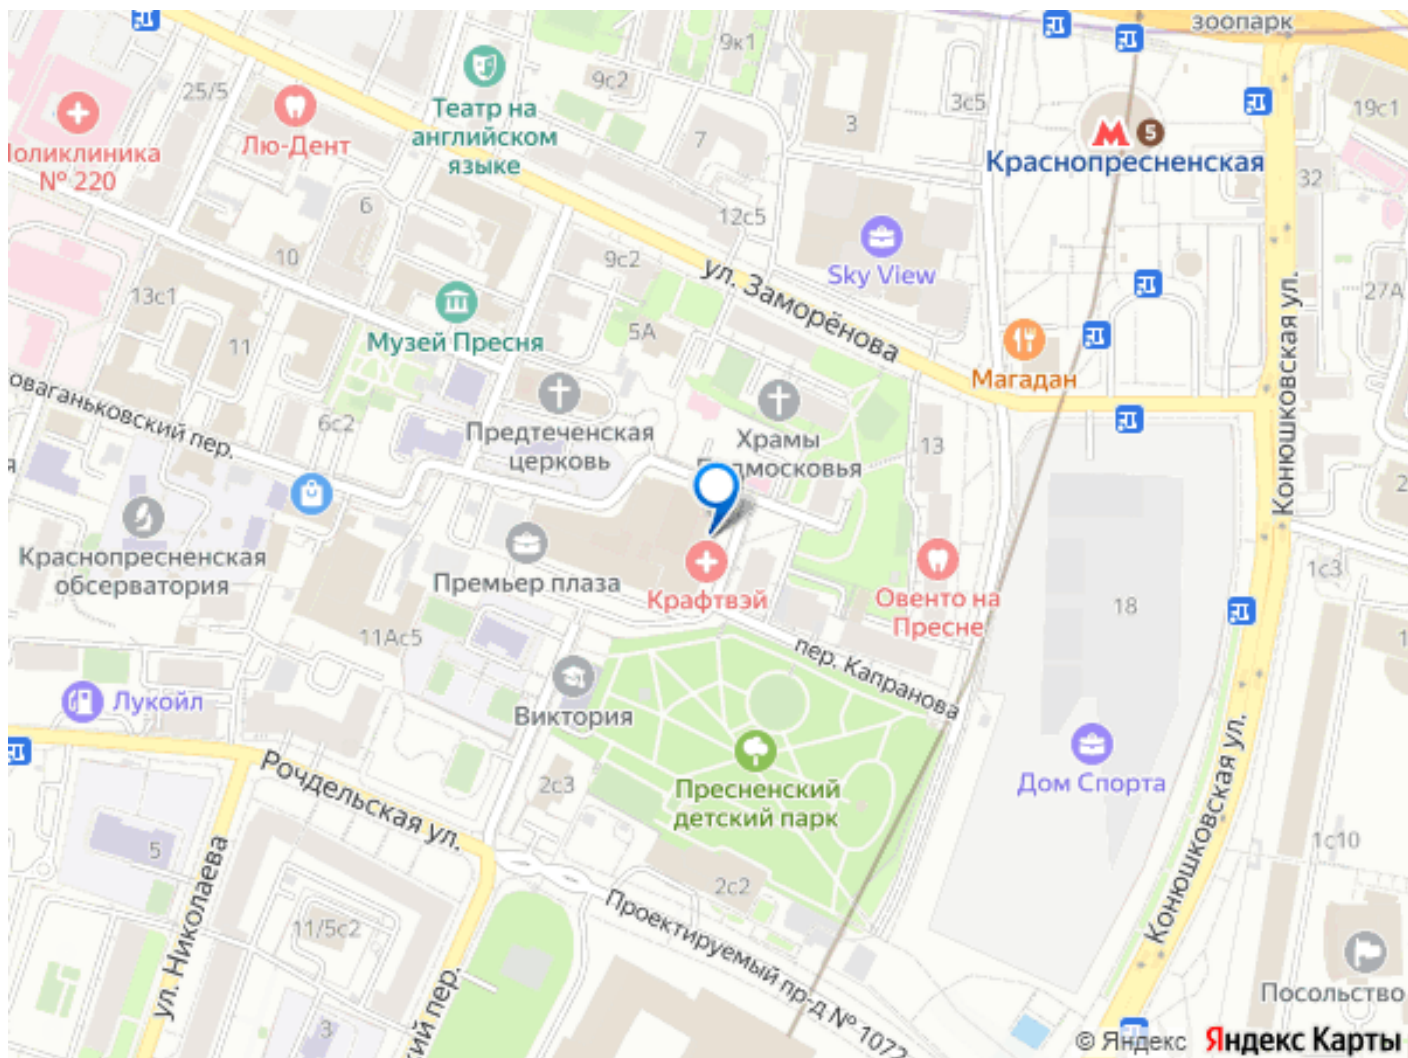 зоопарк
9к1
9с2
25/5
Театр на
английском
языке
3с5
3
19с1
7
Лю-Дент
5
Краснопресненская
Поликлиника
№ 220
32
6
12с5
10
9с2
Sky View
ул. Заморёнова
13с1
27А
Конюшковская ул.
5А
Музей Пресня
11
Магадан
6с2
Предтеченская
церковь
Храмы
13
Краснопресненская
обсерватория
Премьер плаза
Крафтвэй
Овенто на
Пресне
1с3
18
11Ас5
пер. Капранова
Лукойл
Виктория
Рочдельская ул.
2с3
Пресненский
детский парк
Дом Спорта
Конюшковская ул.
5
1с10
2с2
ул. Николаева
11/5с2
Проектируемый пр-д № 1072
3
пер.
Посольство
© Яндекс Яндекс Карты